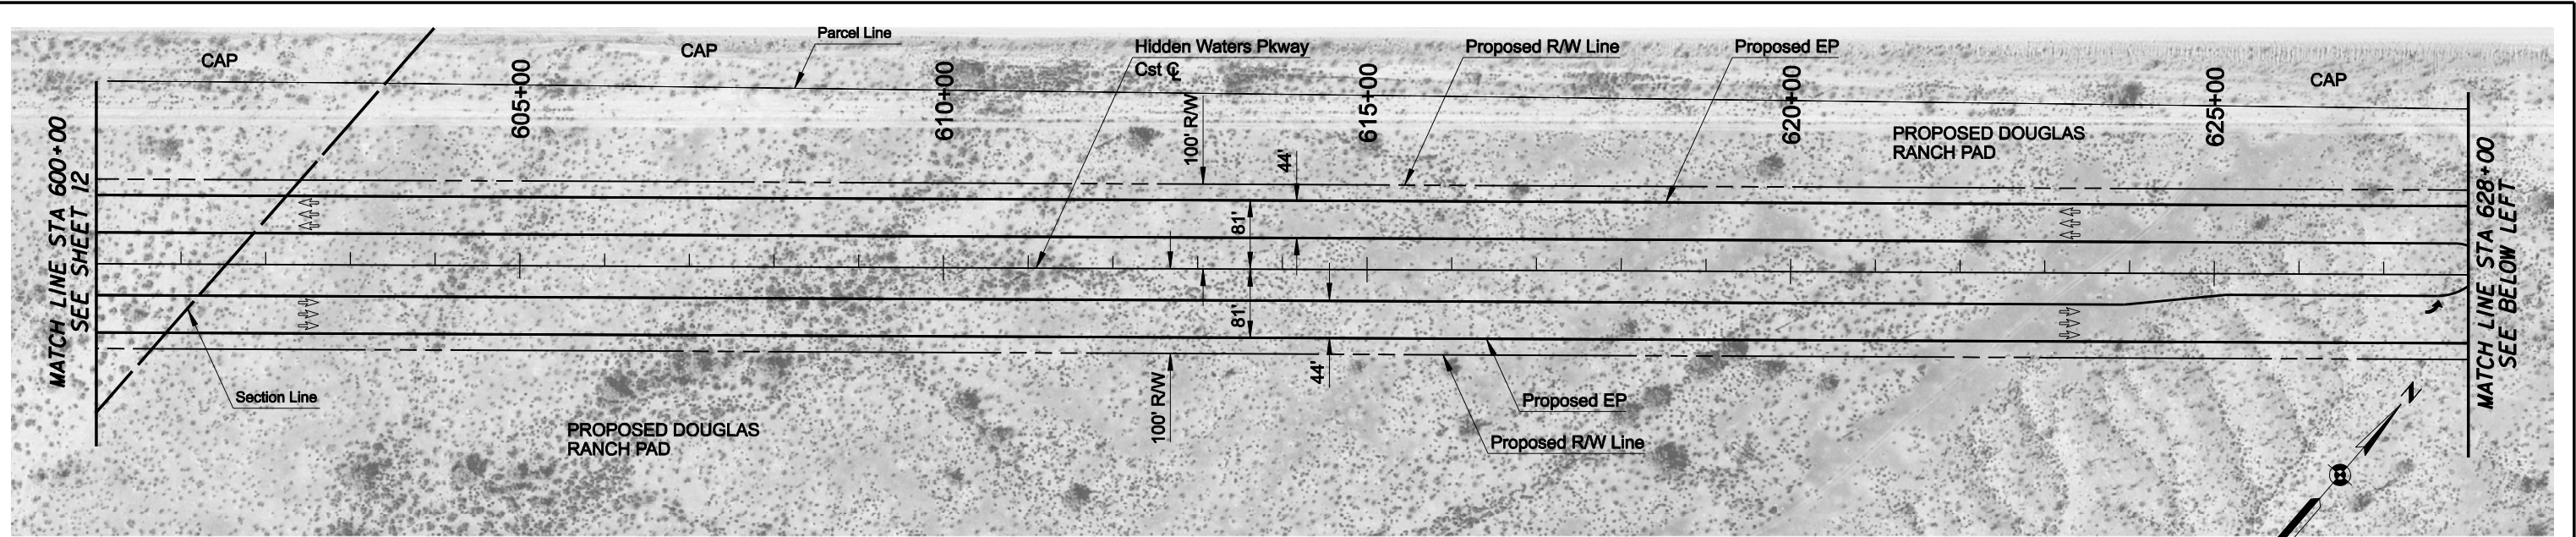 Parcel Line
CAP
CAP
Hidden Waters Pkway
Cst ℄
Proposed R/W Line
Proposed EP
CAP
605+00
610+00
615+00
620+00
625+00
PROPOSED DOUGLAS
RANCH PAD
100' R/W
44'
MATCH LINE STA 600+00
SEE SHEET 12
MATCH LINE STA 628+00
SEE BELOW LEFT
81'
81'
44'
100' R/W
Section Line
Proposed EP
Proposed R/W Line
PROPOSED DOUGLAS
RANCH PAD
N